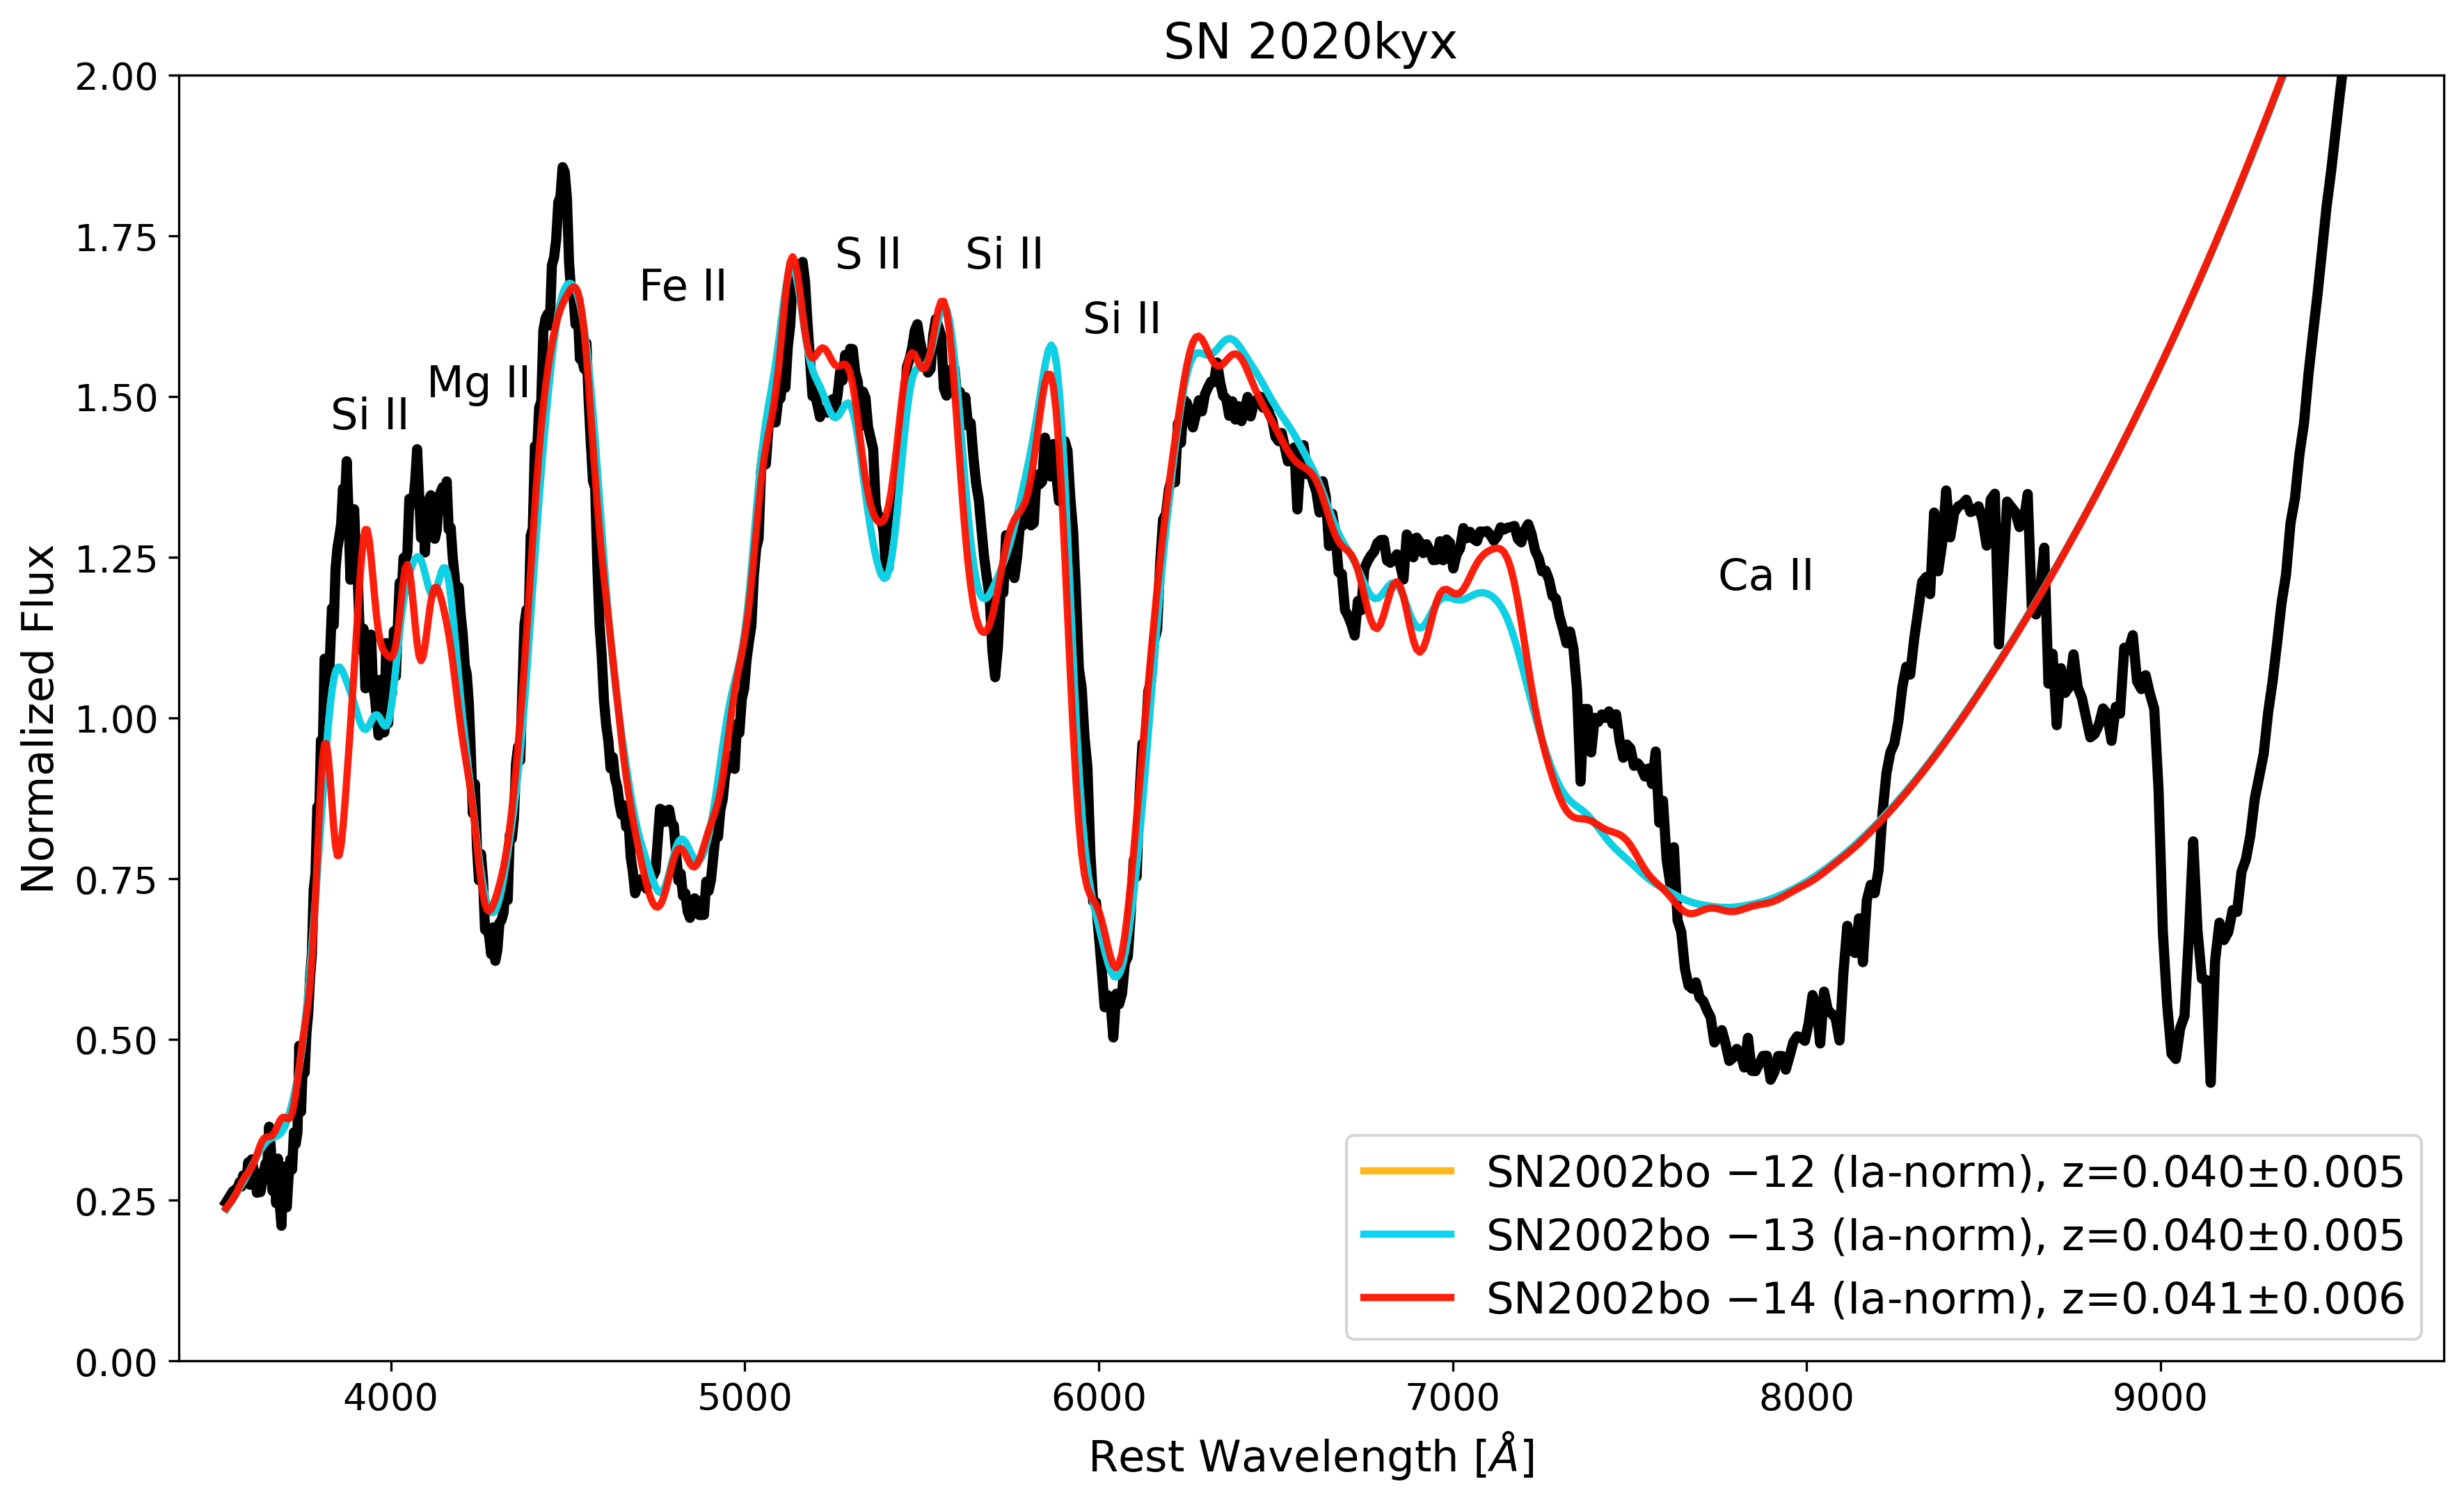 SN 2020kyx
2.00
1.75
1.50
1.25
1.00
0.75
0.50
0.25
0.00
Normalized Flux
Si II
Mg II
Fe II
S II
Si II
Si II
Ca II
SN2002bo −12 (Ia-norm), z=0.040±0.005
SN2002bo −13 (Ia-norm), z=0.040±0.005
SN2002bo −14 (Ia-norm), z=0.041±0.006
4000 5000 6000 7000 8000 9000
Rest Wavelength [Å]